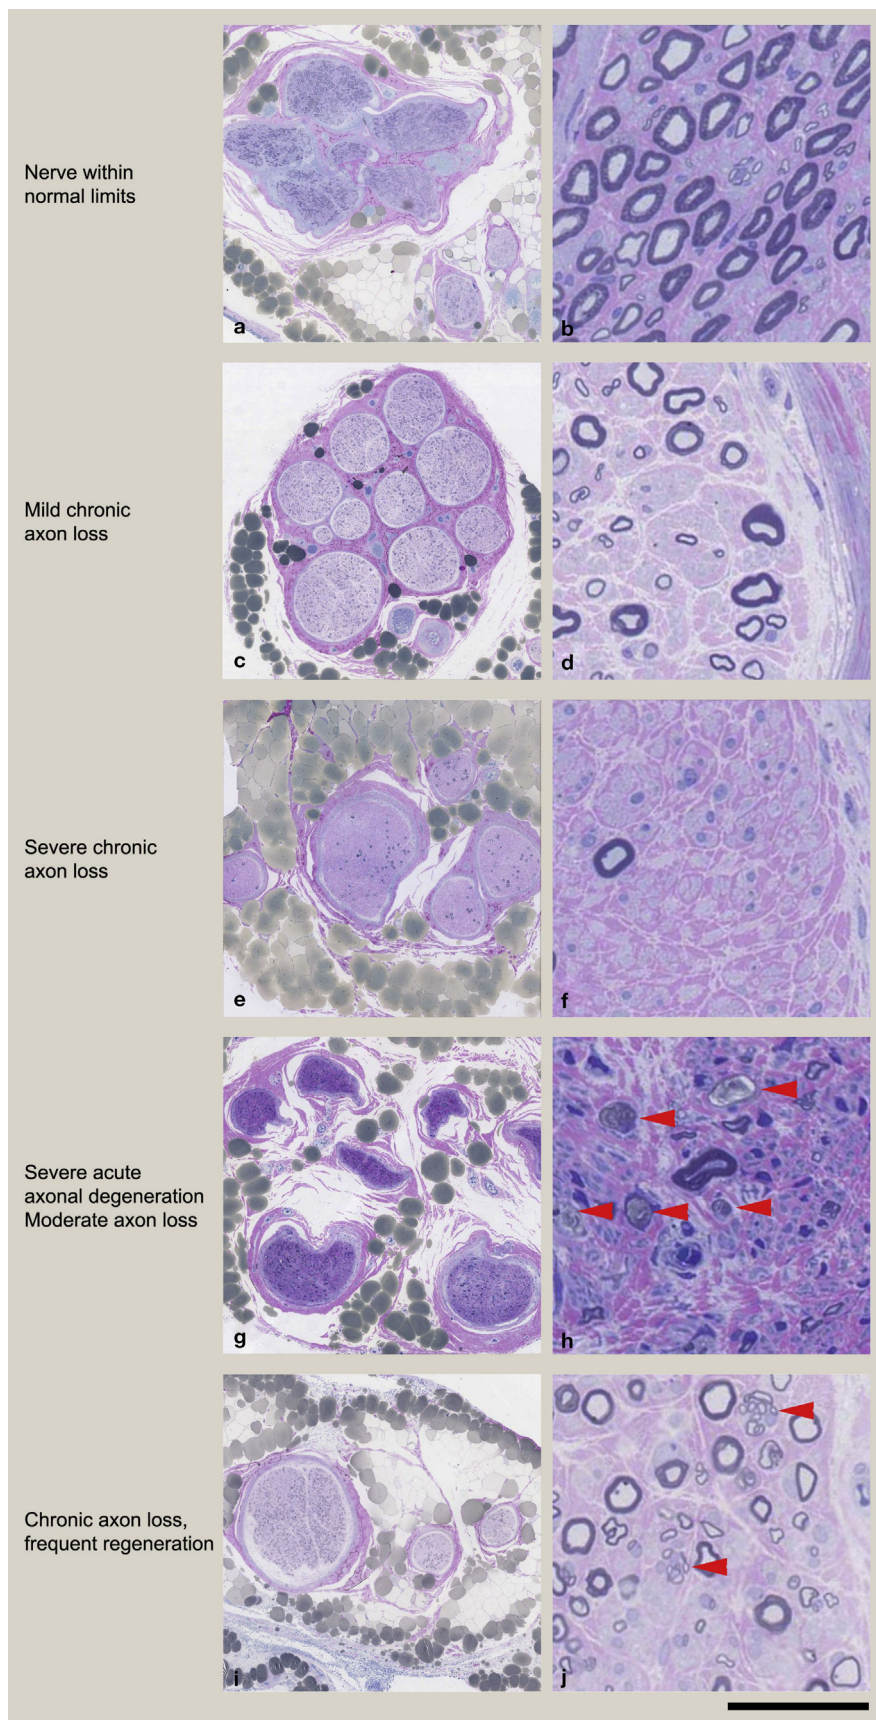 Nerve within
normal limits
a
b
Mild chronic
axon loss
c
d
Severe chronic
axon loss
e
f
Severe acute
axonal degeneration
Moderate axon loss
g
h
Chronic axon loss,
frequent regeneration
i
j